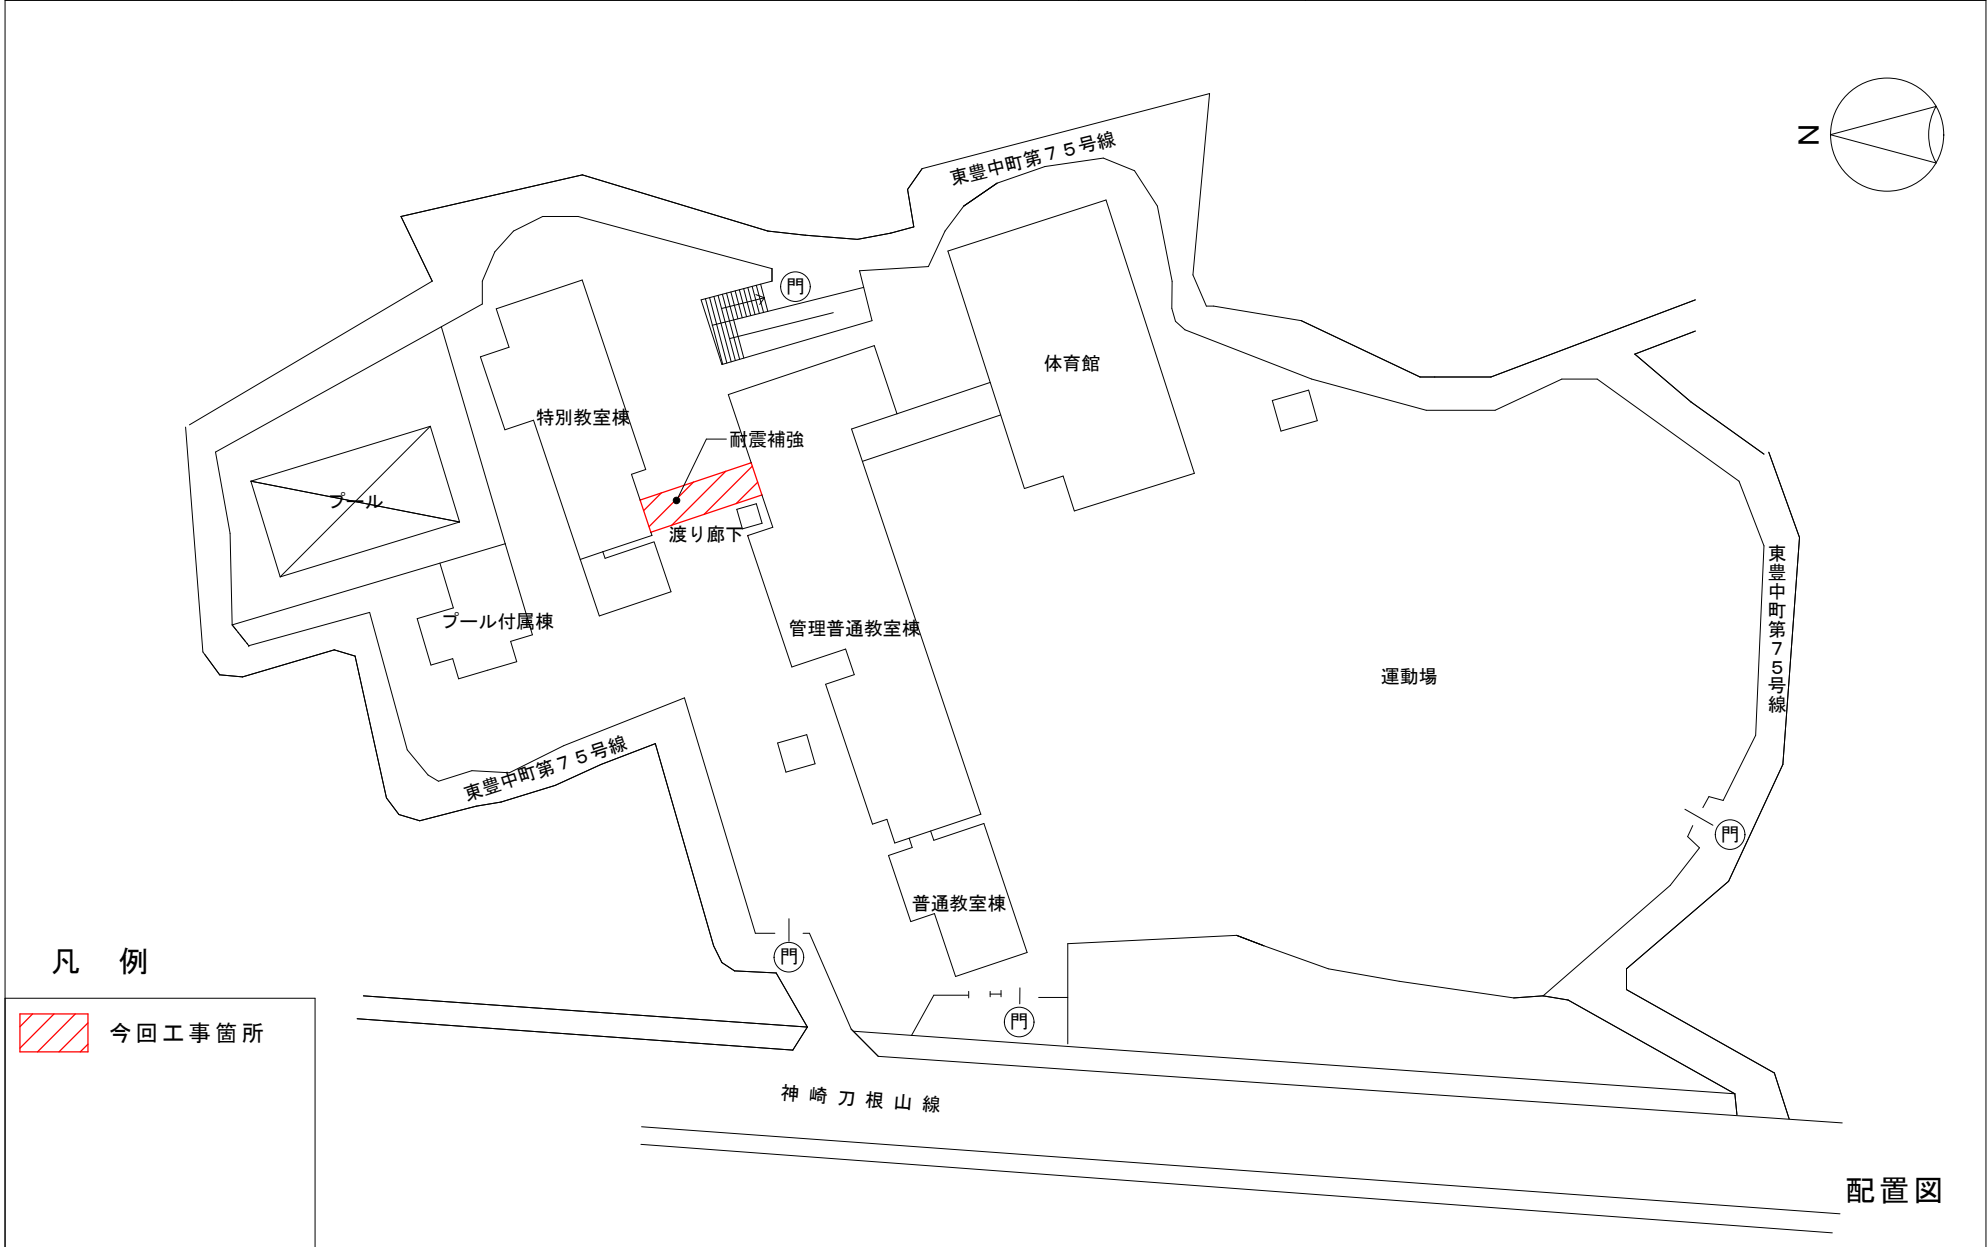 東豊中町第７５号線
N
門
体育館
特別教室棟
耐震補強
プール
渡り廊下
プール付属棟
管理普通教室棟
運動場
東豊中町第７５号線
東豊中町第７５号線
門
普通教室棟
門
門
凡 例
今回工事箇所
神崎刀根山線
配置図